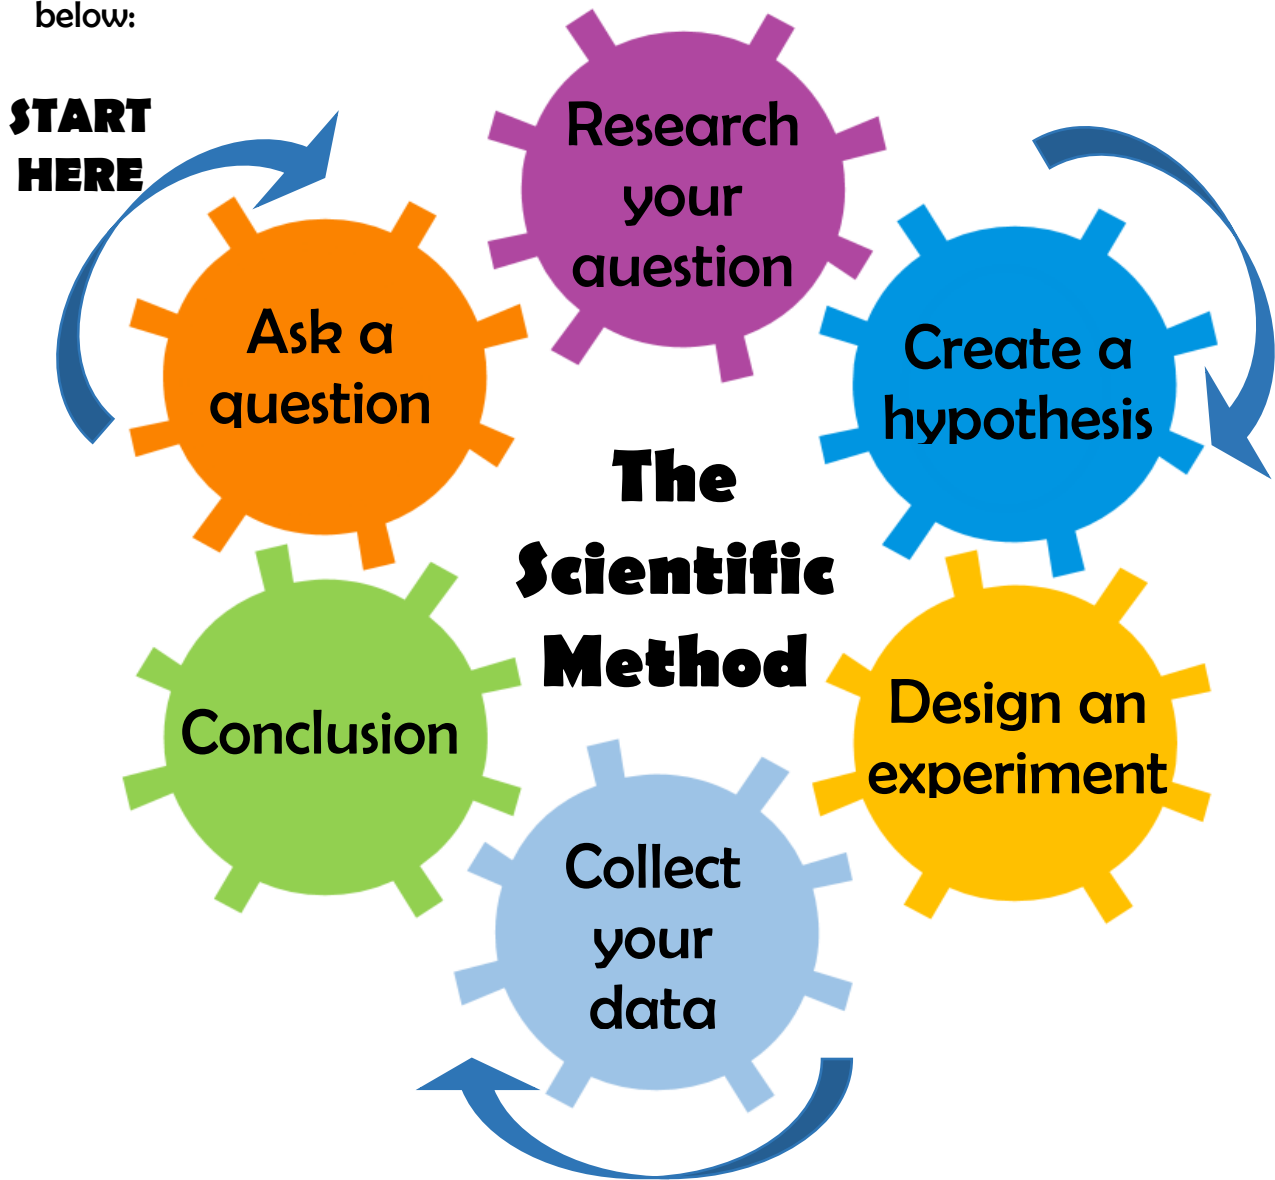 below:
START
HERE
Research
your
question
Ask a
question
Create a
hypothesis
The
Scientific
Method
Design an
experiment
Conclusion
Collect
your
data